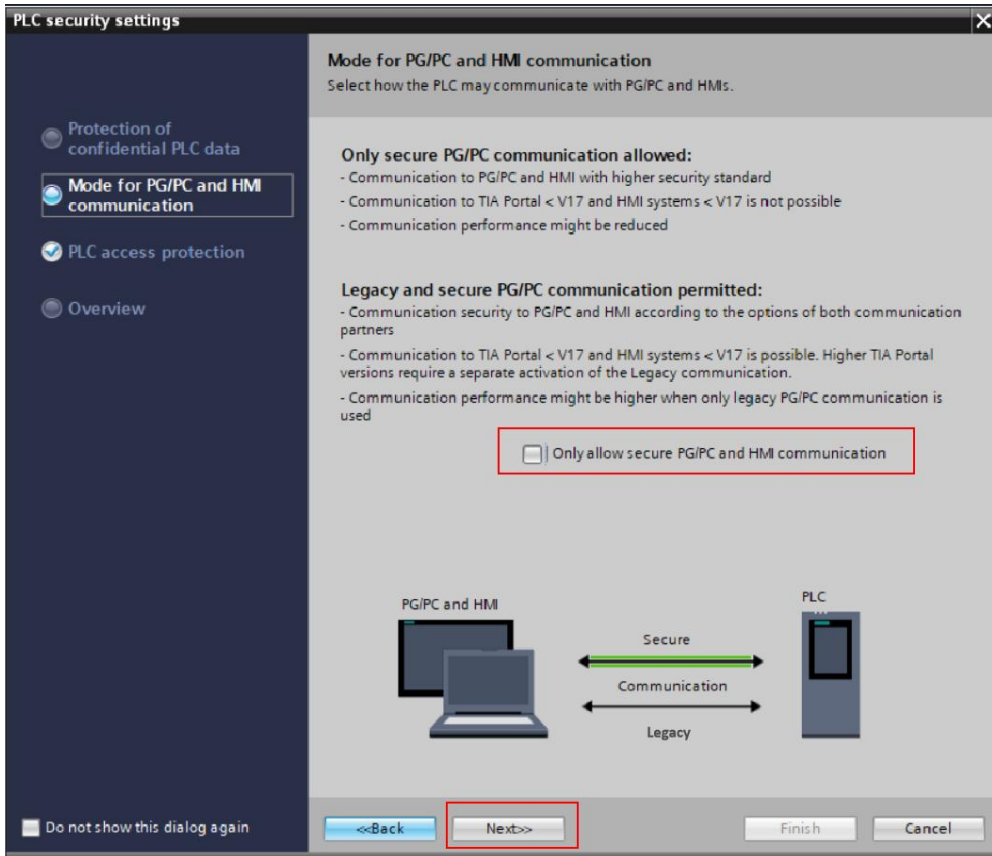 PLC security settings
Mode for PG/PC and HMI communication
Select how the PLC may communicate with PG/PC and HMIs.
Protection of
confidential PLC data
Mode for PG/PC and HMI
communication
PLC access protection
Overview
Only secure PG/PC communication allowed:
- Communication to PG/PC and HMI with higher security standard
- Communication to TIA Portal < V17 and HMI systems < V17 is not possible
- Communication performance might be reduced
Legacy and secure PG/PC communication permitted:
- Communication security to PG/PC and HMI according to the options of both communication
partners
- Communication to TIA Portal < V17 and HMI systems < V17 is possible. Higher TIA Portal
versions require a separate activation of the Legacy communication.
- Communication performance might be higher when only legacy PG/PC communication is
used
Only allow secure PG/PC and HMI communication
PG/PC and HMI
PLC
Secure
Communication
Legacy
Do not show this dialog again
<<Back
Next>>
Finish
Cancel